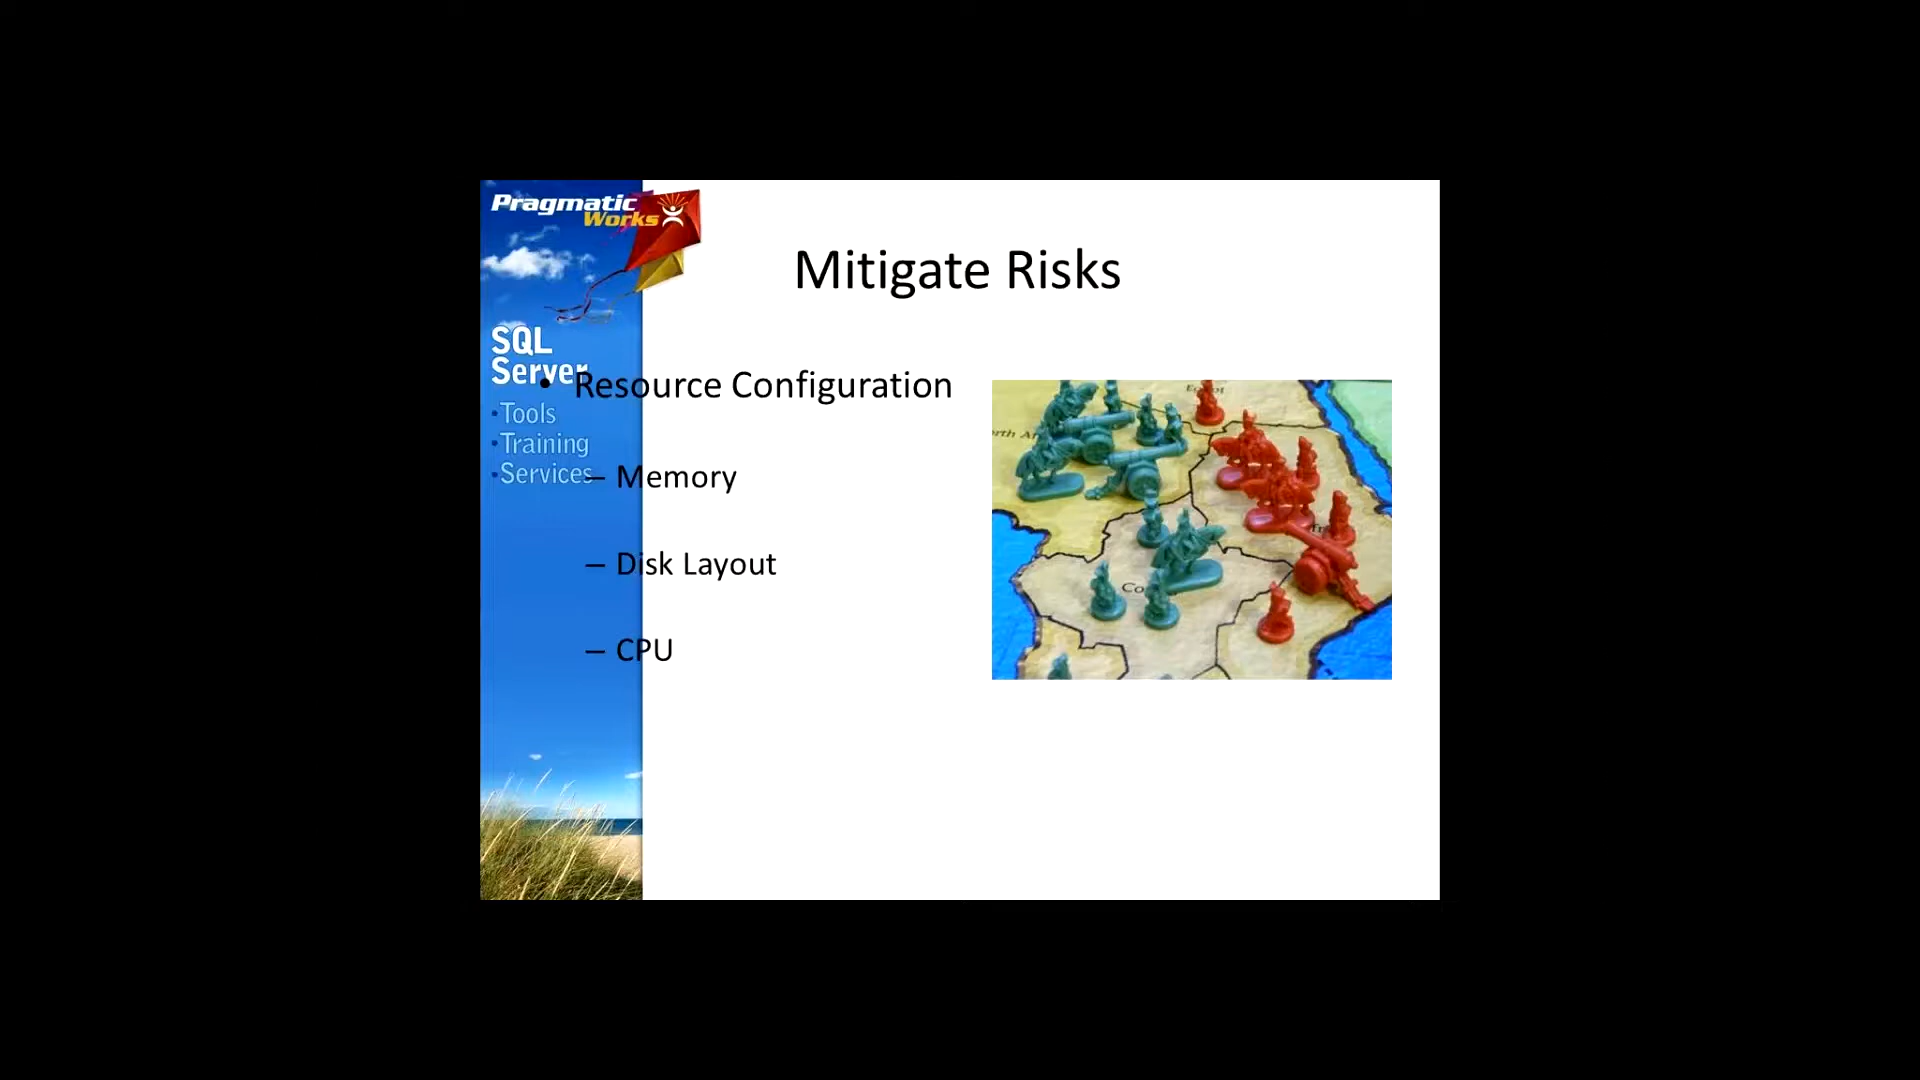 Pragmatic
Works
Mitigate Risks
SQL
Server
• Tools
• Training
• Services
• Resource Configuration
– Memory
– Disk Layout
– CPU